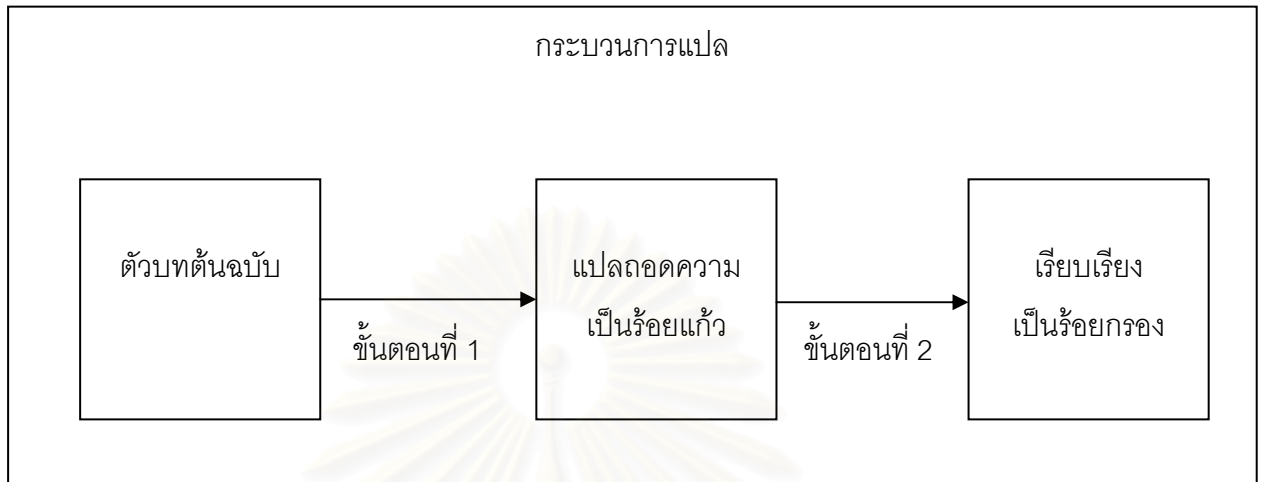 กระบวนการแปล
ตัวบทต้นฉบับ
ขั้นตอนที่ 1
แปลถอดความ
เป็นร้อยแก้ว
ขั้นตอนที่ 2
เรียบเรียง
เป็นร้อยกรอง